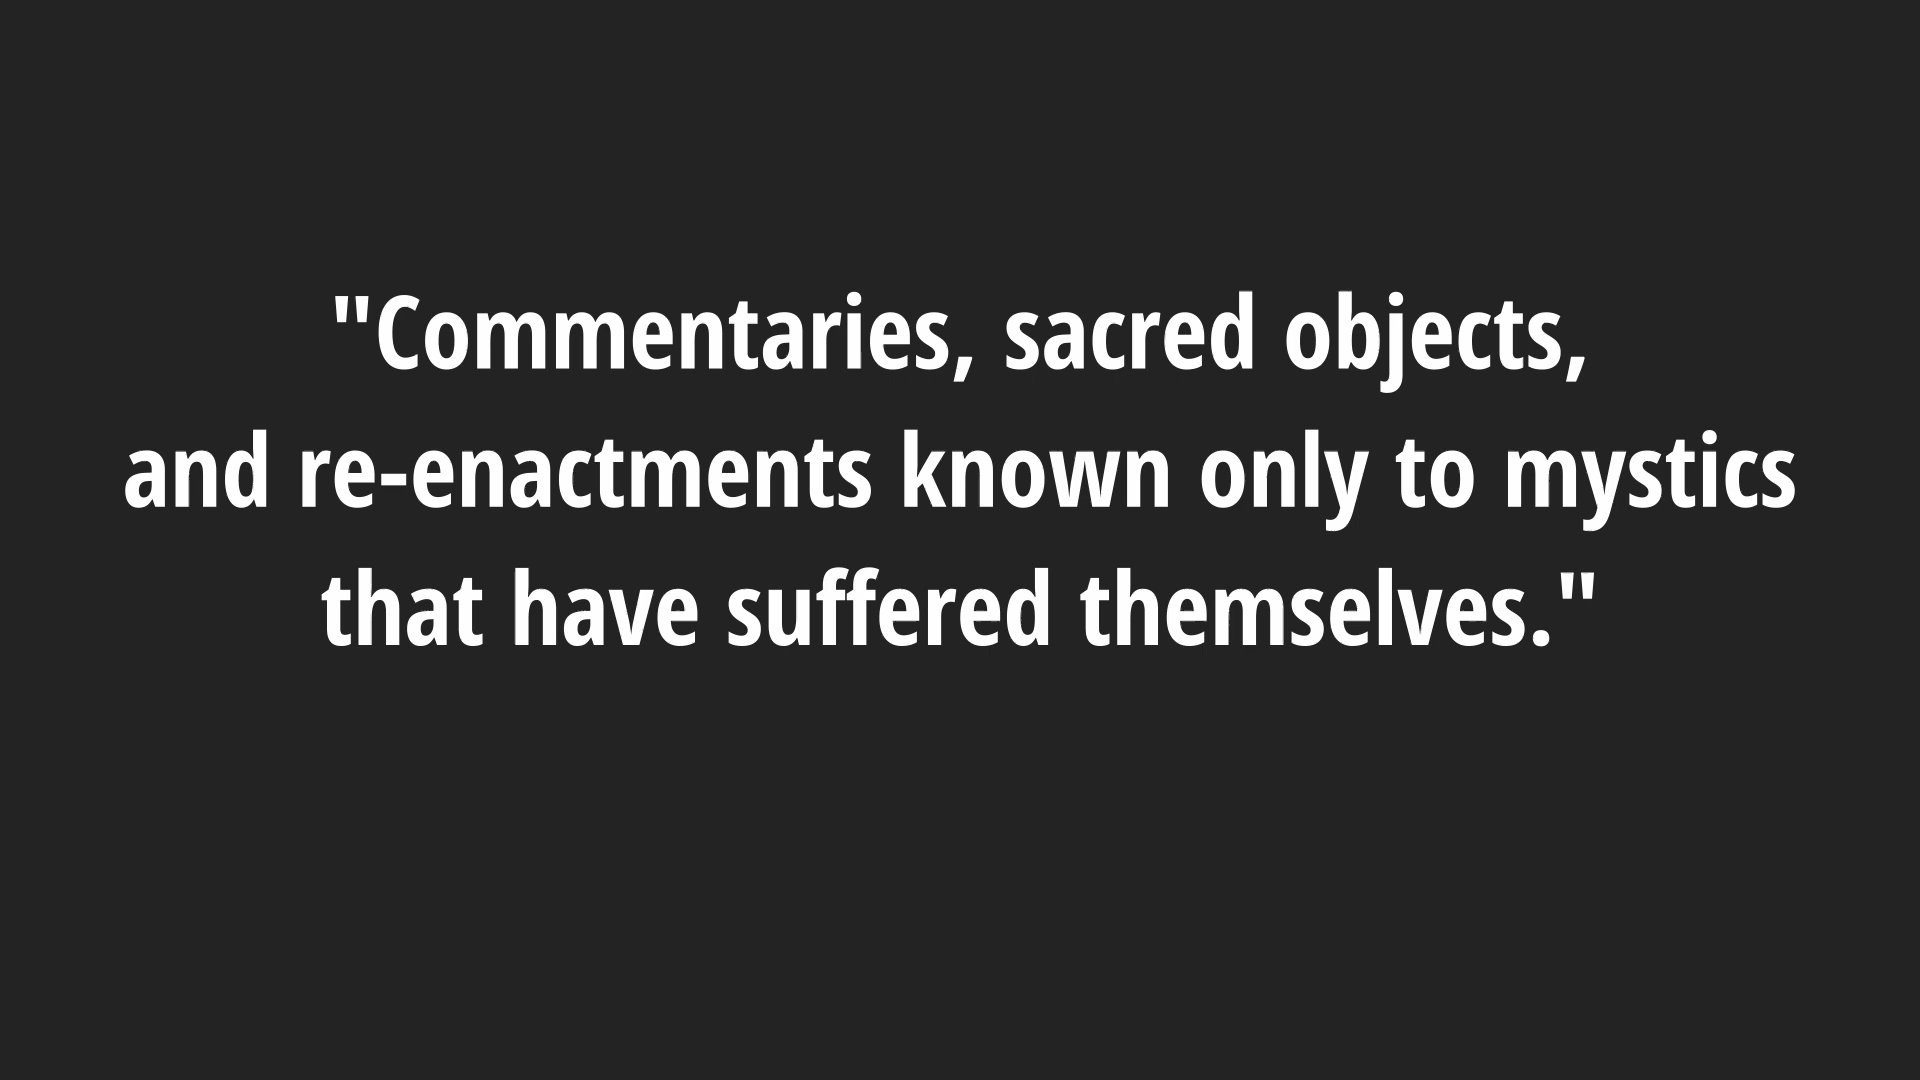 "Commentaries, sacred objects,
and re-enactments known only to mystics
that have suffered themselves."